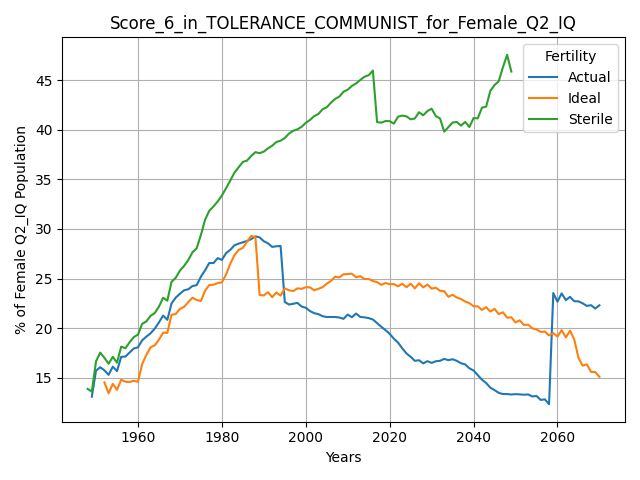 Score_6_in_TOLERANCE_COMMUNIST_for_Female_Q2_IQ
% of Female Q2_IQ Population
45
40
35
30
25
20
15
Fertility
Actual
Ideal
Sterile
1960 1980 2000 2020 2040 2060
Years